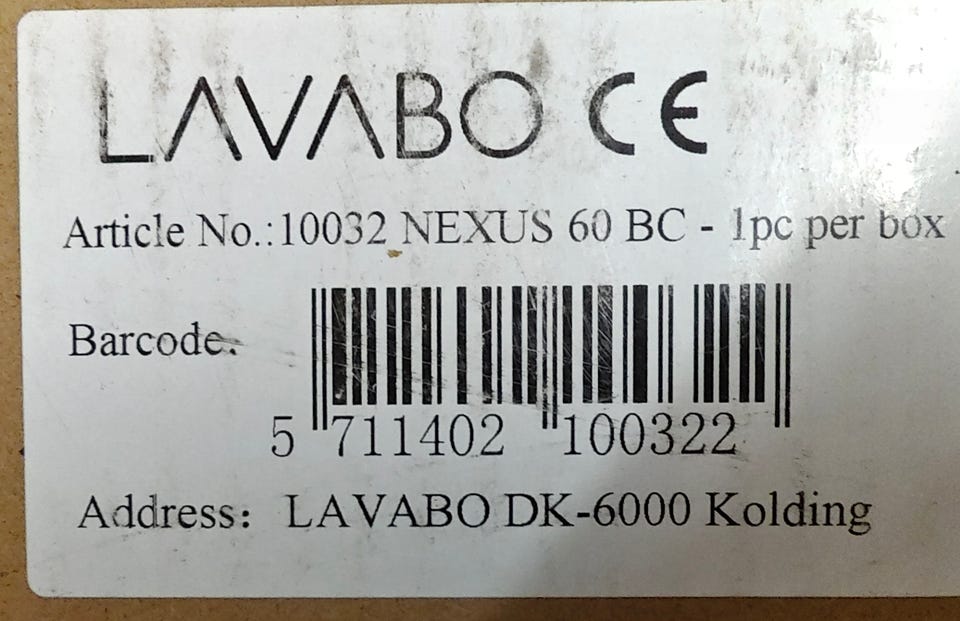 LAVABO CE
Article No.:10032 NEXUS 60 BC - 1pc per box
Barcode:
5 711402 100322
Address: LAVABO DK-6000 Kolding